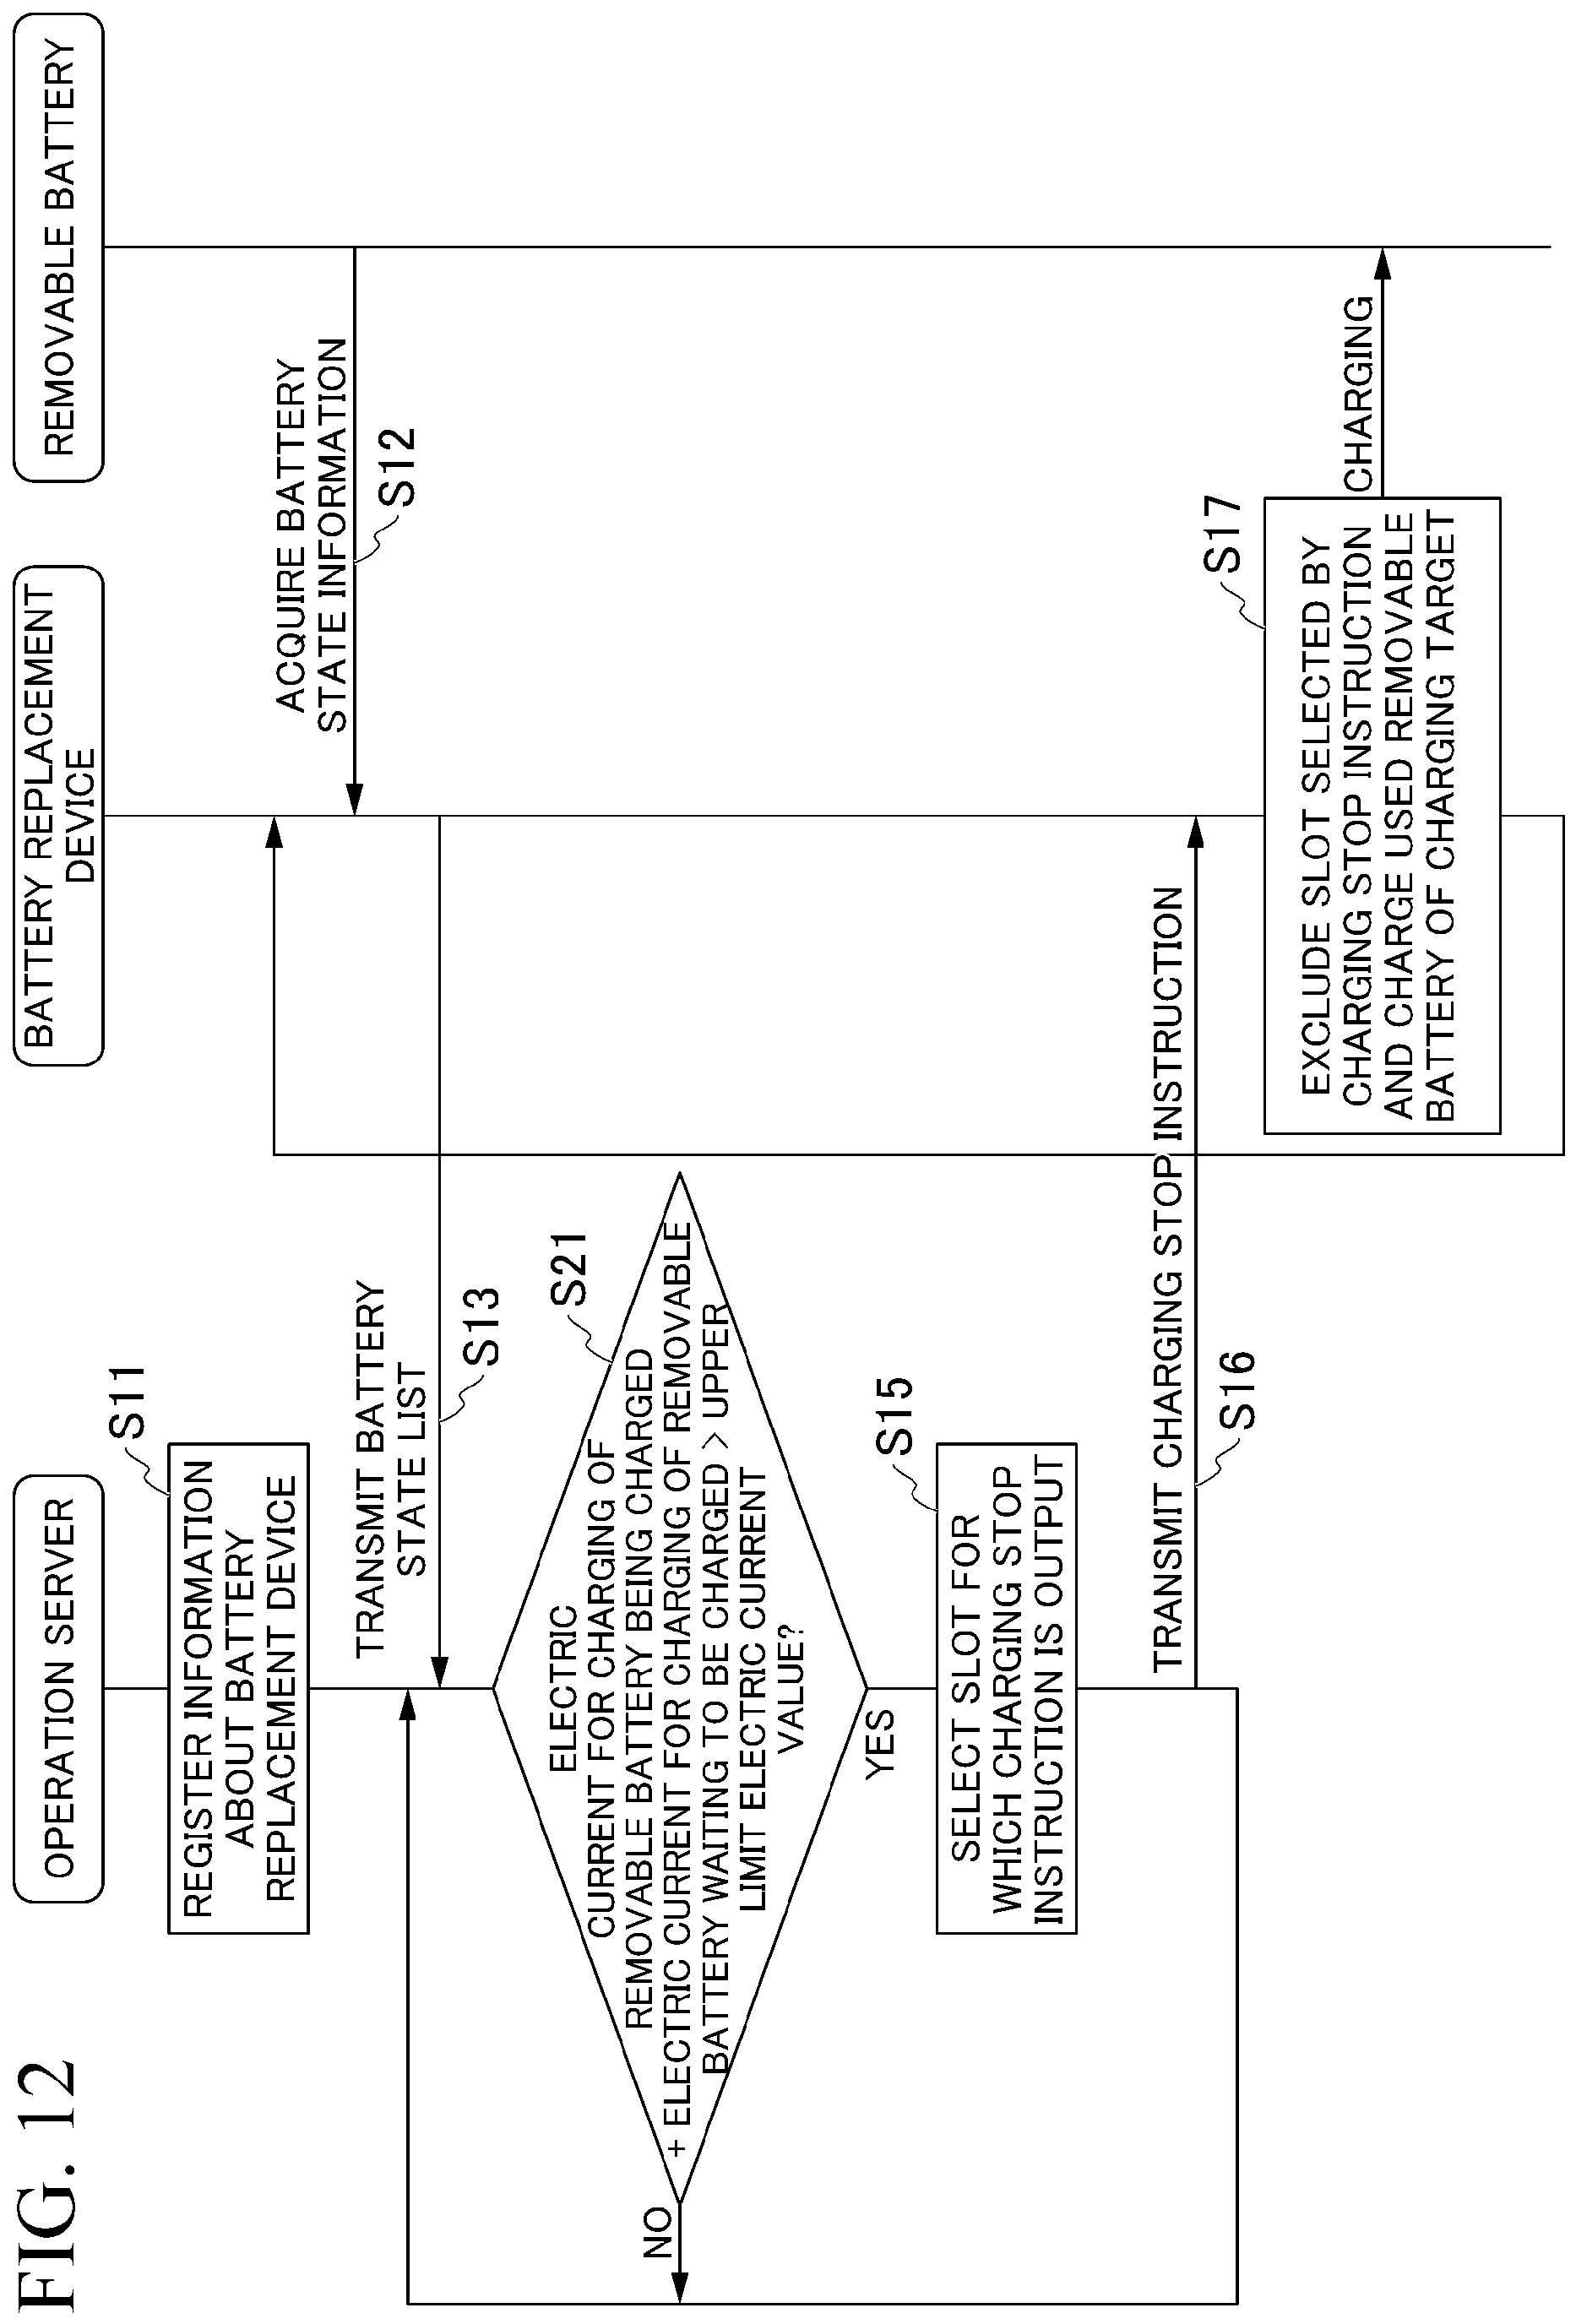 FIG. 12
OPERATION SERVER
BATTERY REPLACEMENT
DEVICE
REMOVABLE BATTERY
S11
REGISTER INFORMATION
ABOUT BATTERY
REPLACEMENT DEVICE
ACQUIRE BATTERY
STATE INFORMATION
S12
TRANSMIT BATTERY
STATE LIST
S13
S21
ELECTRIC
CURRENT FOR CHARGING OF
REMOVABLE BATTERY BEING CHARGED
+ ELECTRIC CURRENT FOR CHARGING OF REMOVABLE
BATTERY WAITING TO BE CHARGED > UPPER
LIMIT ELECTRIC CURRENT
VALUE?
NO
YES
S15
SELECT SLOT FOR
WHICH CHARGING STOP
INSTRUCTION IS OUTPUT
TRANSMIT CHARGING STOP INSTRUCTION
S16
S17
EXCLUDE SLOT SELECTED BY
CHARGING STOP INSTRUCTION
AND CHARGE USED REMOVABLE
BATTERY OF CHARGING TARGET
CHARGING